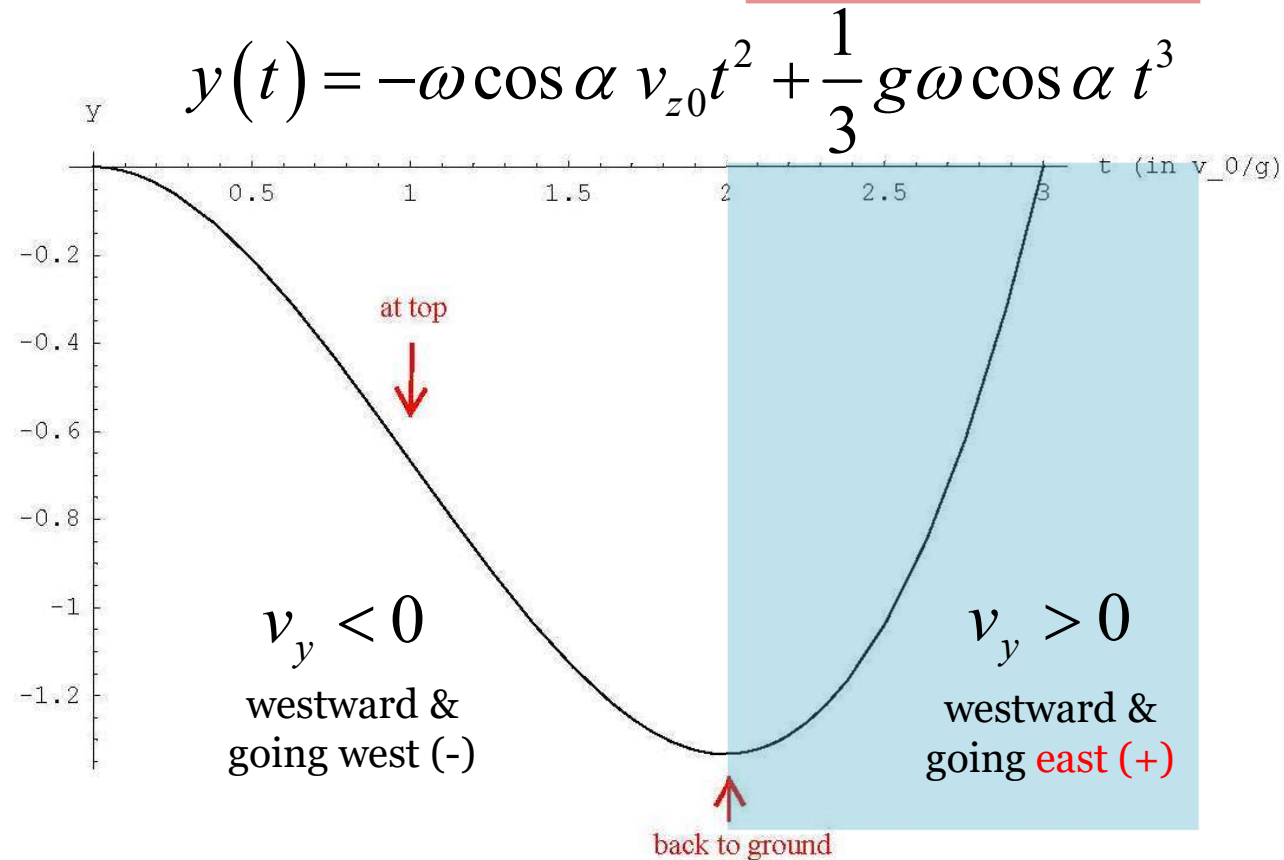 y(t) = −ω cos α v_{z0}t² + \frac{1}{3} gω cos α t³
y
t (in v_0/g)
0.5 1 1.5 2 2.5 3
-0.2
at top
-0.4
-0.6
-0.8
-1
-1.2
v_y < 0
westward &
going west (-)
v_y > 0
westward &
going east (+)
back to ground